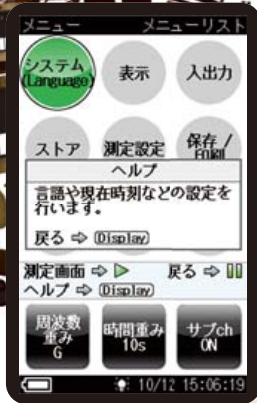 メニュー メニューリスト
システム 表示 入出力
(Language)
ストア 測定設定 保存/
印刷
ヘルプ
言語や現在時刻などの設定を
行います。
戻る ⇨ Display
測定画面 ⇨ ▷ 戻る ⇨ ▯▯
ヘルプ ⇨ Display
周波数 時間重み サブch
重み 10s ON
G
10/12 15:06:19